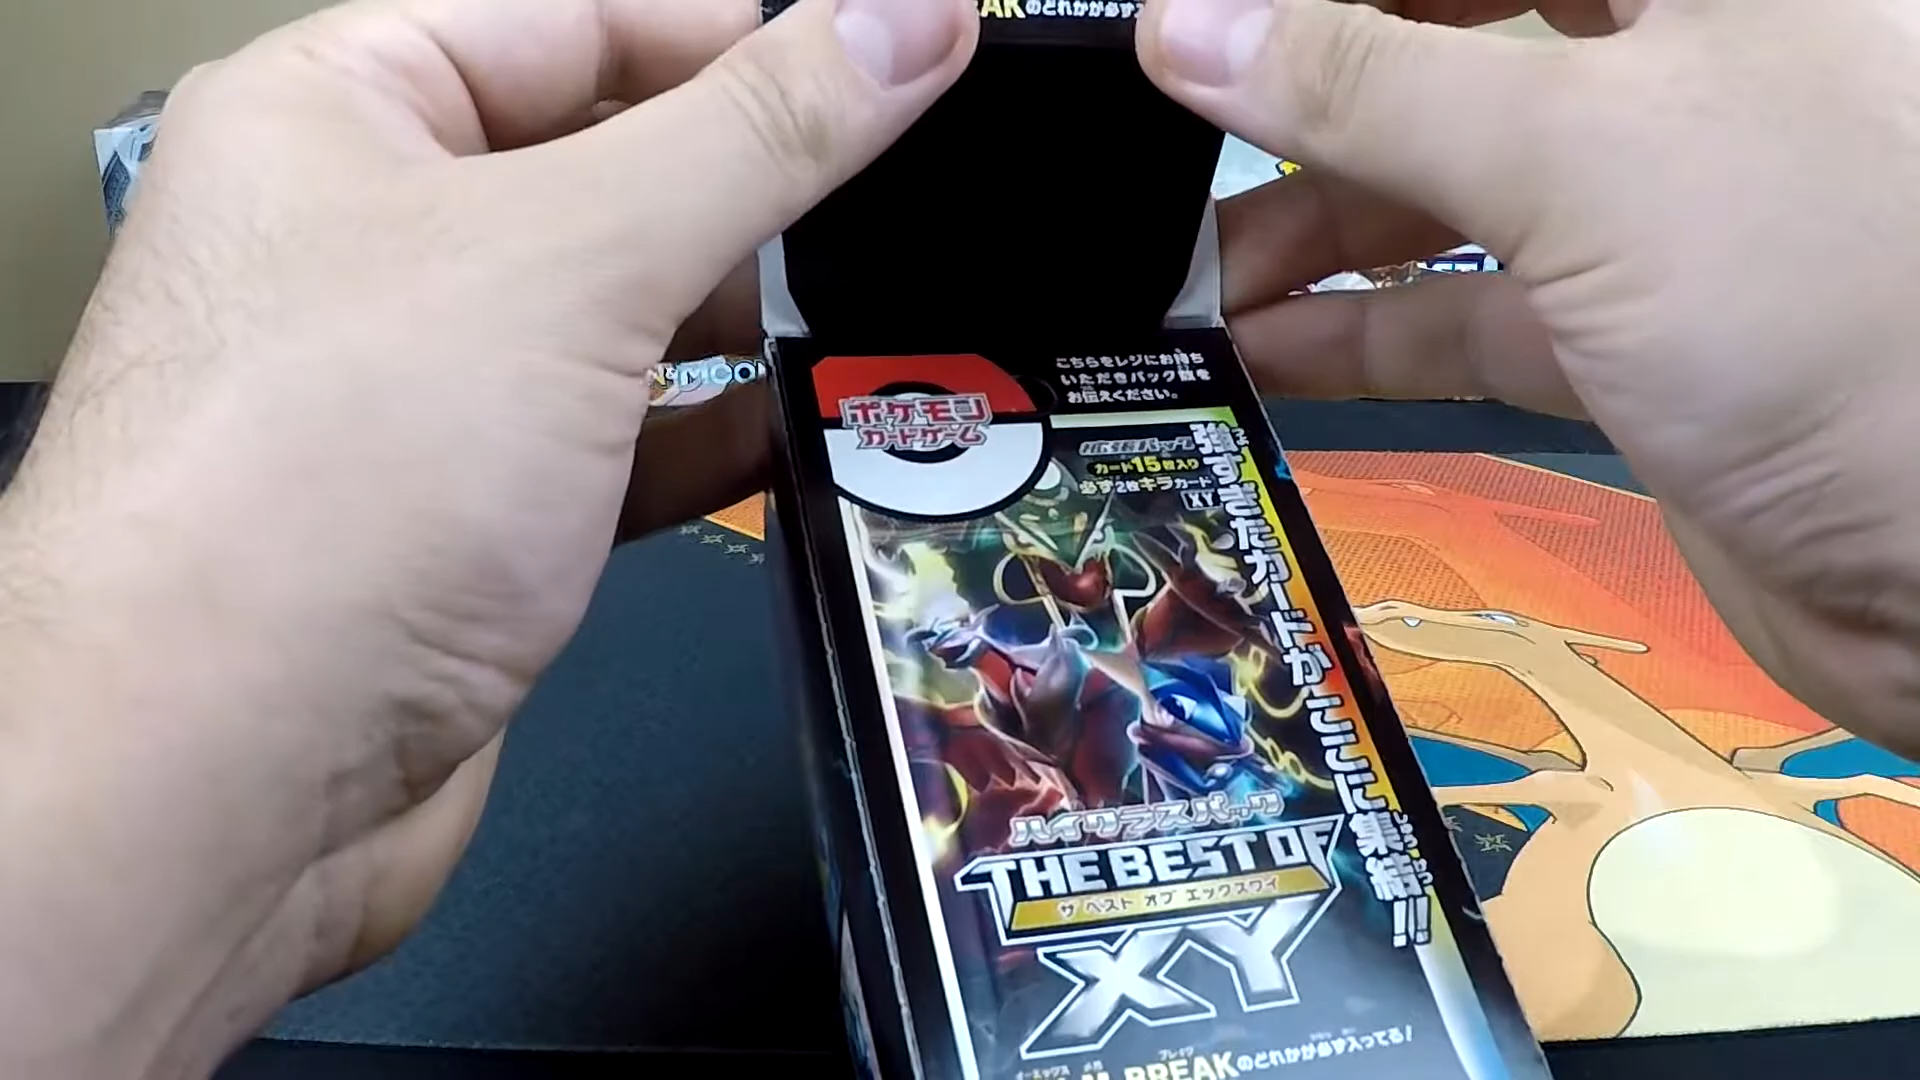 AKのどれかが必ず
N&MOON
こちらをレジにお持ち
いただきパック数を
お伝えください。
ポケモン
カードゲーム
拡張パック
カード15枚入り
必ず2枚キラカード
XY
強すぎたカードがここに集結!!
ハイクラスパック
THE BEST OF
ザ ベスト オブ エックスワイ
XY
BREAKのどれかが必ず入ってる!